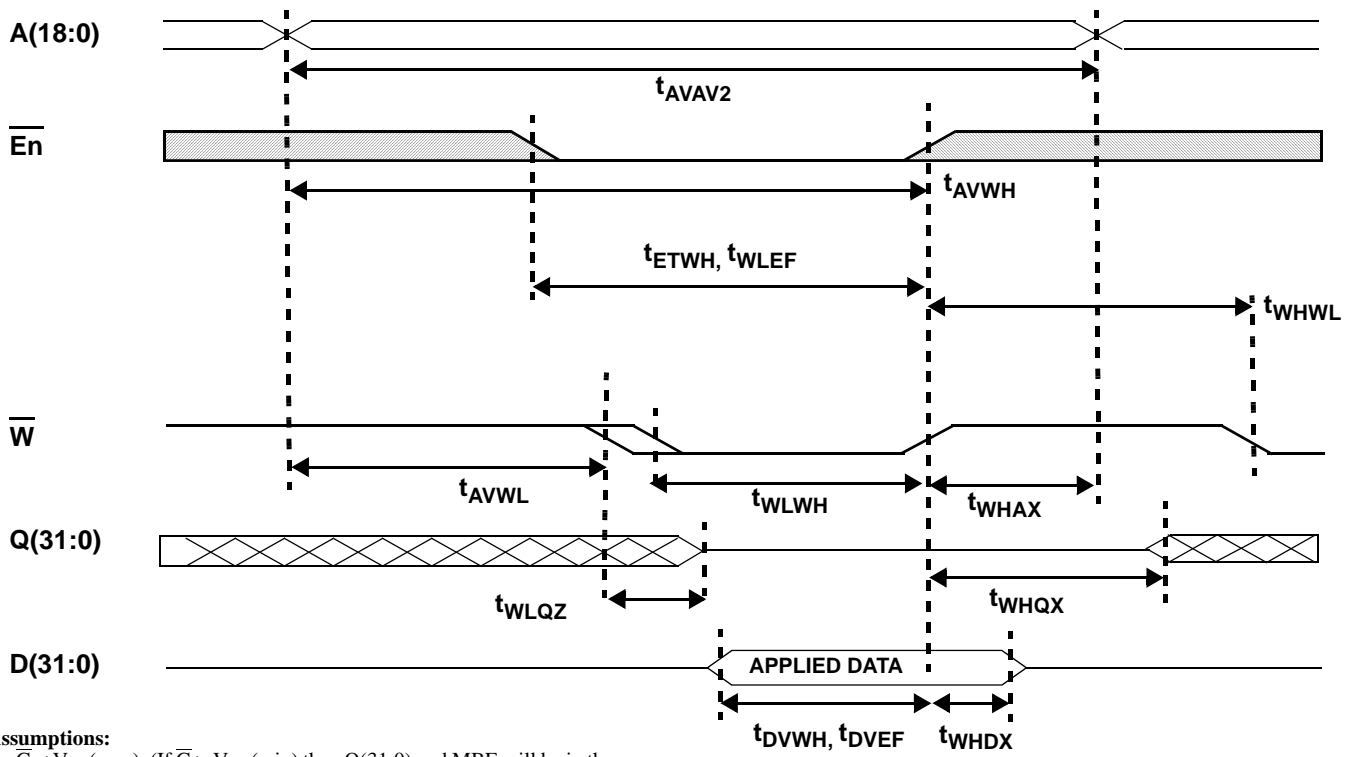 A(18:0)
tAVAV2
En
tAVWH
tETWH, tWLEF
tWHWL
W
tAVWL
tWLWH
tWHAX
Q(31:0)
tWLQZ
tWHQX
D(31:0)
APPLIED DATA
tDVWH, tDVEF
tWHDX
ssumptions: